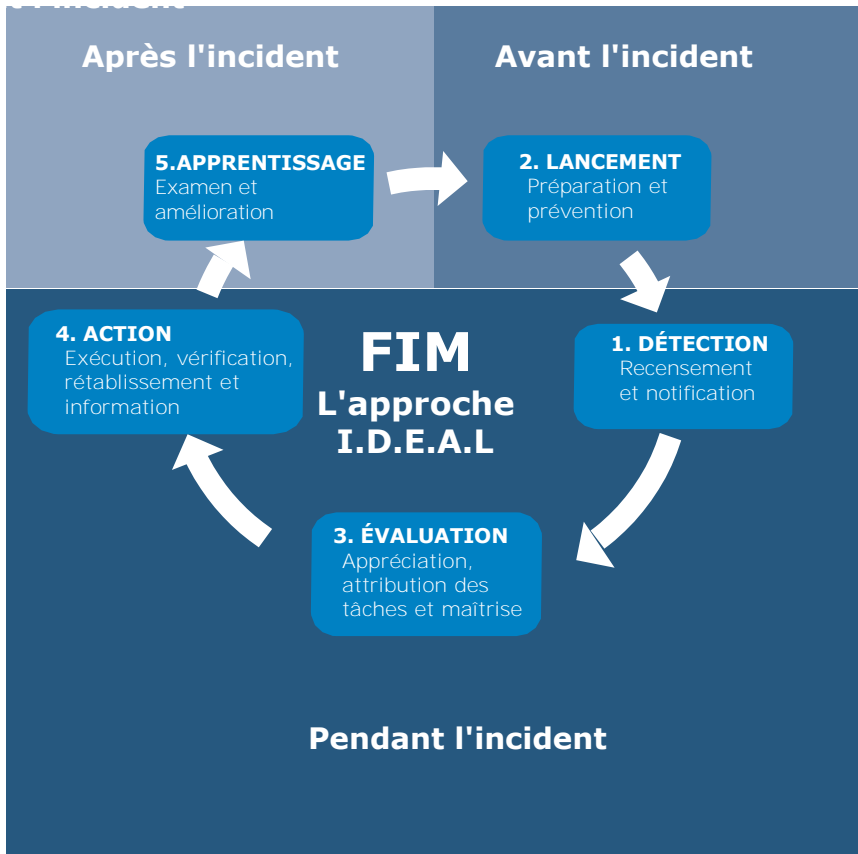 t l'incident
Après l'incident
Avant l'incident
5.APPRENTISSAGE
Examen et
amélioration
2. LANCEMENT
Préparation et
prévention
4. ACTION
Exécution, vérification,
rétablissement et
information
FIM
L'approche
I.D.E.A.L
1. DÉTECTION
Recensement
et notification
3. ÉVALUATION
Appréciation,
attribution des
tâches et maîtrise
Pendant l'incident